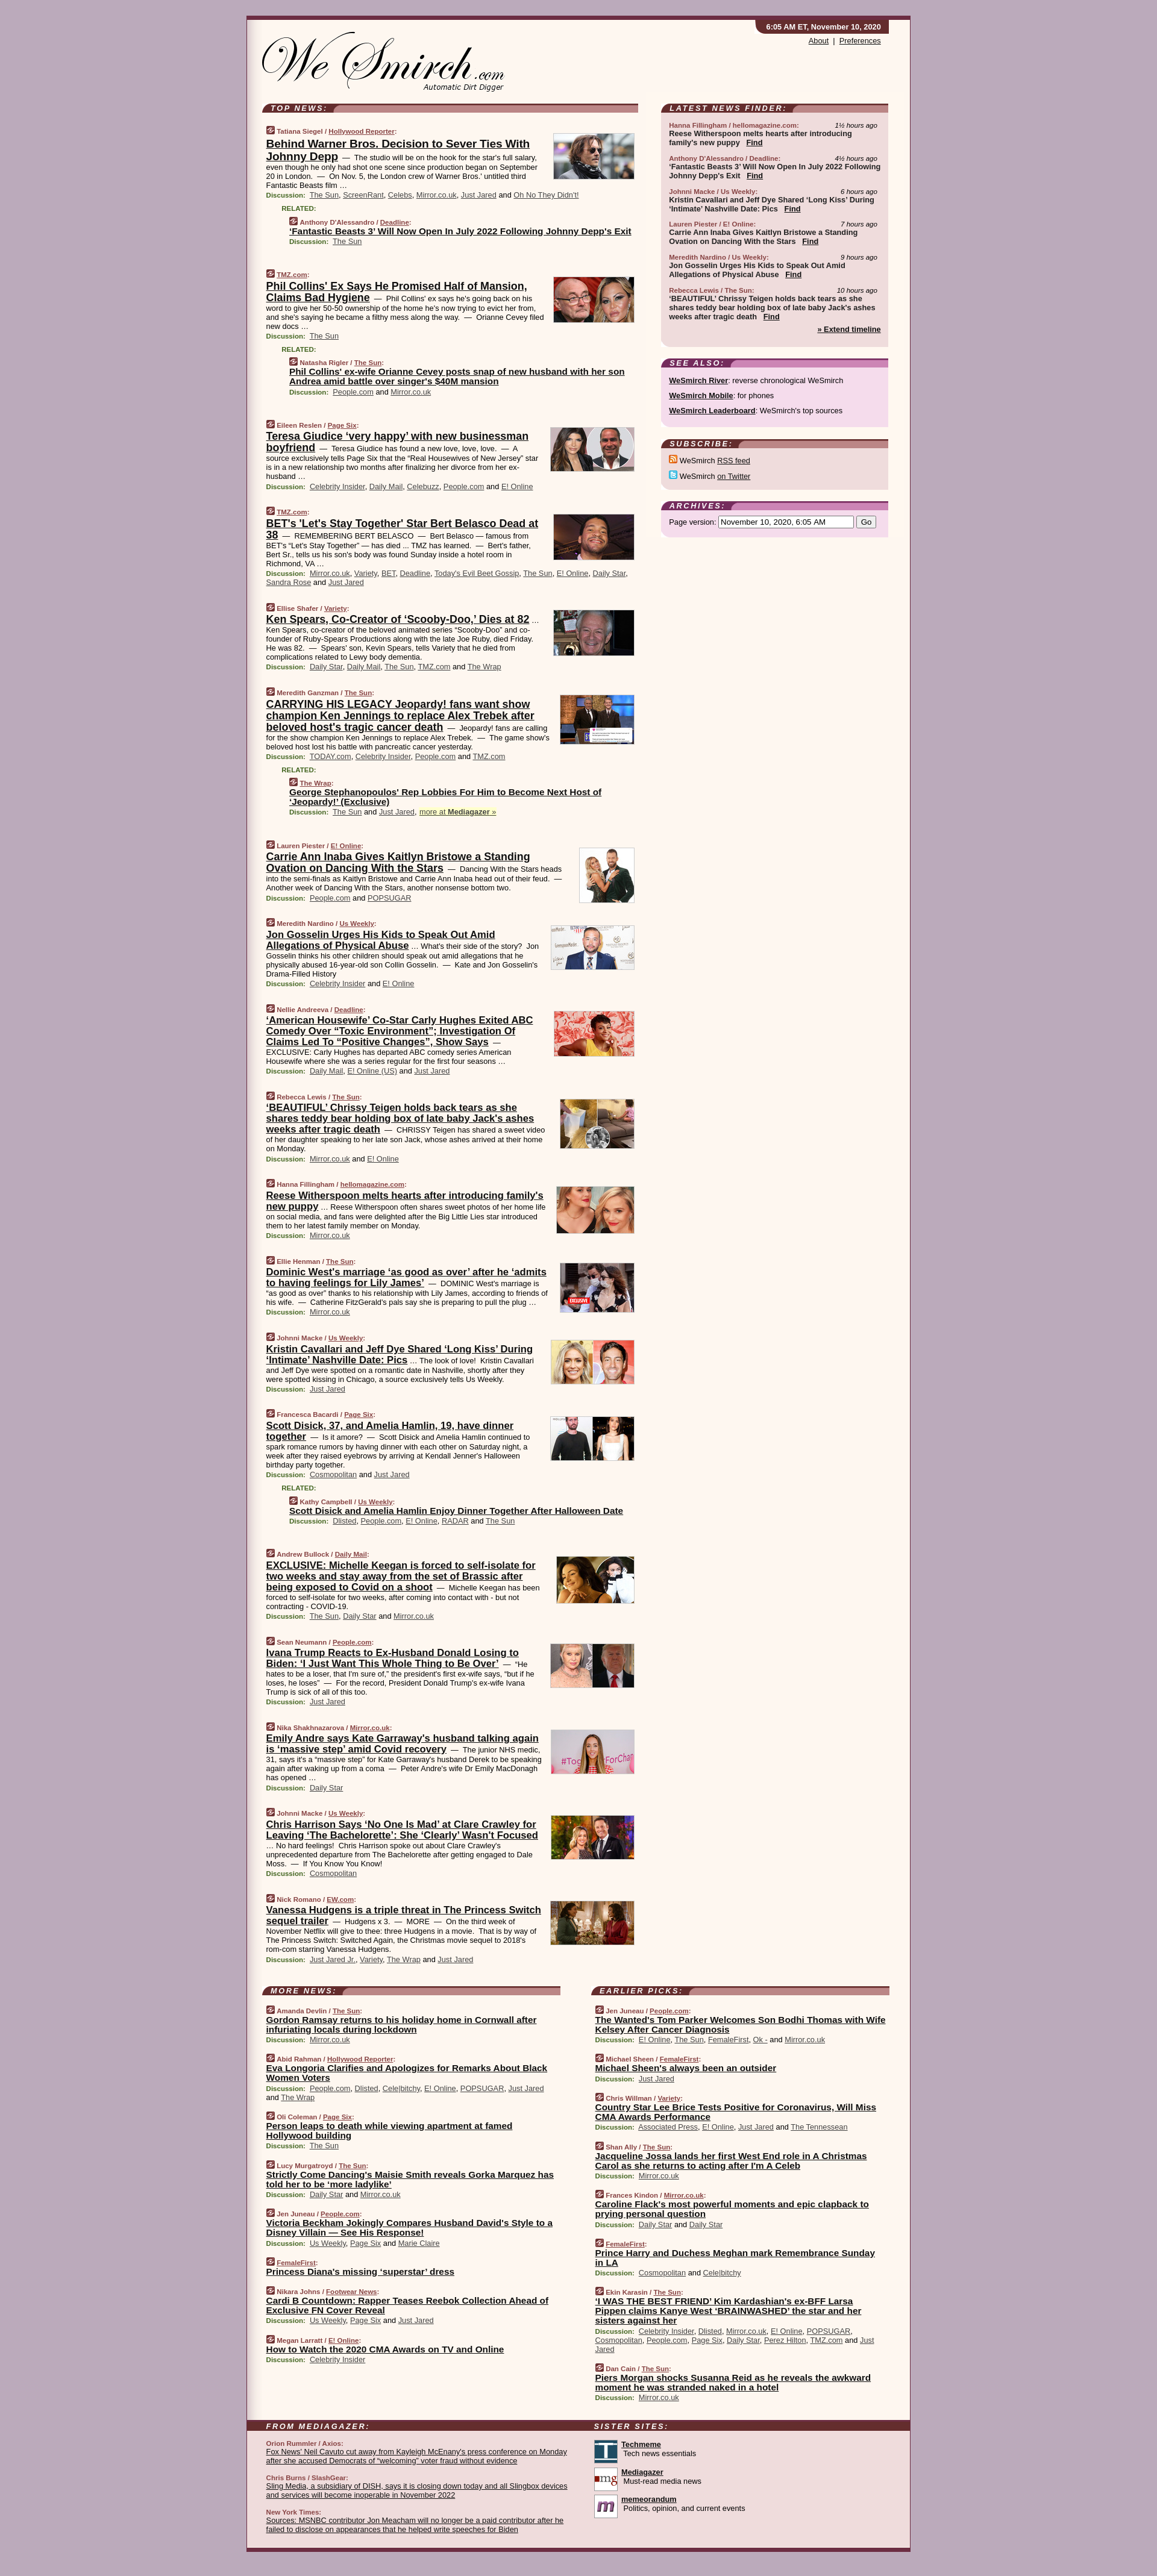 6:05 AM ET, November 10, 2020
About | Preferences
We Smirch.com
Automatic Dirt Digger
TOP NEWS:
Tatiana Siegel / Hollywood Reporter:
Behind Warner Bros. Decision to Sever Ties With
Johnny Depp — The studio will be on the hook for the star's full salary,
even though he only had shot one scene since production began on September
20 in London. — On Nov. 5, the London crew of Warner Bros.' untitled third
Fantastic Beasts film …
Discussion: The Sun, ScreenRant, Celebs, Mirror.co.uk, Just Jared and Oh No They Didn't!
RELATED:
Anthony D'Alessandro / Deadline:
‘Fantastic Beasts 3’ Will Now Open In July 2022 Following Johnny Depp's Exit
Discussion: The Sun
TMZ.com:
Phil Collins' Ex Says He Promised Half of Mansion,
Claims Bad Hygiene — Phil Collins' ex says he's going back on his
word to give her 50-50 ownership of the home he's now trying to evict her from,
and she's saying he became a filthy mess along the way. — Orianne Cevey filed
new docs …
Discussion: The Sun
RELATED:
Natasha Rigler / The Sun:
Phil Collins' ex-wife Orianne Cevey posts snap of new husband with her son
Andrea amid battle over singer's $40M mansion
Discussion: People.com and Mirror.co.uk
Eileen Reslen / Page Six:
Teresa Giudice ‘very happy’ with new businessman
boyfriend — Teresa Giudice has found a new love, love, love. — A
source exclusively tells Page Six that the “Real Housewives of New Jersey” star
is in a new relationship two months after finalizing her divorce from her ex-
husband …
Discussion: Celebrity Insider, Daily Mail, Celebuzz, People.com and E! Online
TMZ.com:
BET's 'Let's Stay Together' Star Bert Belasco Dead at
38 — REMEMBERING BERT BELASCO — Bert Belasco — famous from
BET's “Let's Stay Together” — has died ... TMZ has learned. — Bert's father,
Bert Sr., tells us his son's body was found Sunday inside a hotel room in
Richmond, VA …
Discussion: Mirror.co.uk, Variety, BET, Deadline, Today's Evil Beet Gossip, The Sun, E! Online, Daily Star,
Sandra Rose and Just Jared
Ellise Shafer / Variety:
Ken Spears, Co-Creator of ‘Scooby-Doo,’ Dies at 82 …
Ken Spears, co-creator of the beloved animated series “Scooby-Doo” and co-
founder of Ruby-Spears Productions along with the late Joe Ruby, died Friday.
He was 82. — Spears' son, Kevin Spears, tells Variety that he died from
complications related to Lewy body dementia.
Discussion: Daily Star, Daily Mail, The Sun, TMZ.com and The Wrap
Meredith Ganzman / The Sun:
CARRYING HIS LEGACY Jeopardy! fans want show
champion Ken Jennings to replace Alex Trebek after
beloved host's tragic cancer death — Jeopardy! fans are calling
for the show champion Ken Jennings to replace Alex Trebek. — The game show's
beloved host lost his battle with pancreatic cancer yesterday.
Discussion: TODAY.com, Celebrity Insider, People.com and TMZ.com
RELATED:
The Wrap:
George Stephanopoulos' Rep Lobbies For Him to Become Next Host of
‘Jeopardy!’ (Exclusive)
Discussion: The Sun and Just Jared, more at Mediagazer »
Lauren Piester / E! Online:
Carrie Ann Inaba Gives Kaitlyn Bristowe a Standing
Ovation on Dancing With the Stars — Dancing With the Stars heads
into the semi-finals as Kaitlyn Bristowe and Carrie Ann Inaba head out of their feud. —
Another week of Dancing With the Stars, another nonsense bottom two.
Discussion: People.com and POPSUGAR
Meredith Nardino / Us Weekly:
Jon Gosselin Urges His Kids to Speak Out Amid
Allegations of Physical Abuse … What's their side of the story? Jon
Gosselin thinks his other children should speak out amid allegations that he
physically abused 16-year-old son Collin Gosselin. — Kate and Jon Gosselin's
Drama-Filled History
Discussion: Celebrity Insider and E! Online
Nellie Andreeva / Deadline:
‘American Housewife’ Co-Star Carly Hughes Exited ABC
Comedy Over “Toxic Environment”; Investigation Of
Claims Led To “Positive Changes”, Show Says —
EXCLUSIVE: Carly Hughes has departed ABC comedy series American
Housewife where she was a series regular for the first four seasons …
Discussion: Daily Mail, E! Online (US) and Just Jared
Rebecca Lewis / The Sun:
‘BEAUTIFUL’ Chrissy Teigen holds back tears as she
shares teddy bear holding box of late baby Jack's ashes
weeks after tragic death — CHRISSY Teigen has shared a sweet video
of her daughter speaking to her late son Jack, whose ashes arrived at their home
on Monday.
Discussion: Mirror.co.uk and E! Online
Hanna Fillingham / hellomagazine.com:
Reese Witherspoon melts hearts after introducing family's
new puppy … Reese Witherspoon often shares sweet photos of her home life
on social media, and fans were delighted after the Big Little Lies star introduced
them to her latest family member on Monday.
Discussion: Mirror.co.uk
Ellie Henman / The Sun:
Dominic West's marriage ‘as good as over’ after he ‘admits
to having feelings for Lily James’ — DOMINIC West's marriage is
“as good as over” thanks to his relationship with Lily James, according to friends of
his wife. — Catherine FitzGerald's pals say she is preparing to pull the plug …
Discussion: Mirror.co.uk
Johnni Macke / Us Weekly:
Kristin Cavallari and Jeff Dye Shared ‘Long Kiss’ During
‘Intimate’ Nashville Date: Pics … The look of love! Kristin Cavallari
and Jeff Dye were spotted on a romantic date in Nashville, shortly after they
were spotted kissing in Chicago, a source exclusively tells Us Weekly.
Discussion: Just Jared
Francesca Bacardi / Page Six:
Scott Disick, 37, and Amelia Hamlin, 19, have dinner
together — Is it amore? — Scott Disick and Amelia Hamlin continued to
spark romance rumors by having dinner with each other on Saturday night, a
week after they raised eyebrows by arriving at Kendall Jenner's Halloween
birthday party together.
Discussion: Cosmopolitan and Just Jared
RELATED:
Kathy Campbell / Us Weekly:
Scott Disick and Amelia Hamlin Enjoy Dinner Together After Halloween Date
Discussion: Dlisted, People.com, E! Online, RADAR and The Sun
Andrew Bullock / Daily Mail:
EXCLUSIVE: Michelle Keegan is forced to self-isolate for
two weeks and stay away from the set of Brassic after
being exposed to Covid on a shoot — Michelle Keegan has been
forced to self-isolate for two weeks, after coming into contact with - but not
contracting - COVID-19.
Discussion: The Sun, Daily Star and Mirror.co.uk
Sean Neumann / People.com:
Ivana Trump Reacts to Ex-Husband Donald Losing to
Biden: ‘I Just Want This Whole Thing to Be Over’ — “He
hates to be a loser, that I'm sure of,” the president's first ex-wife says, “but if he
loses, he loses” — For the record, President Donald Trump's ex-wife Ivana
Trump is sick of all of this too.
Discussion: Just Jared
Nika Shakhnazarova / Mirror.co.uk:
Emily Andre says Kate Garraway's husband talking again
is ‘massive step’ amid Covid recovery — The junior NHS medic,
31, says it's a “massive step” for Kate Garraway's husband Derek to be speaking
again after waking up from a coma — Peter Andre's wife Dr Emily MacDonagh
has opened …
Discussion: Daily Star
Johnni Macke / Us Weekly:
Chris Harrison Says ‘No One Is Mad’ at Clare Crawley for
Leaving ‘The Bachelorette’: She ‘Clearly’ Wasn't Focused
… No hard feelings! Chris Harrison spoke out about Clare Crawley's
unprecedented departure from The Bachelorette after getting engaged to Dale
Moss. — If You Know You Know!
Discussion: Cosmopolitan
Nick Romano / EW.com:
Vanessa Hudgens is a triple threat in The Princess Switch
sequel trailer — Hudgens x 3. — MORE — On the third week of
November Netflix will give to thee: three Hudgens in a movie. That is by way of
The Princess Switch: Switched Again, the Christmas movie sequel to 2018's
rom-com starring Vanessa Hudgens.
Discussion: Just Jared Jr., Variety, The Wrap and Just Jared
LATEST NEWS FINDER:
Hanna Fillingham / hellomagazine.com: 1½ hours ago
Reese Witherspoon melts hearts after introducing
family's new puppy Find
Anthony D'Alessandro / Deadline: 4½ hours ago
‘Fantastic Beasts 3’ Will Now Open In July 2022 Following
Johnny Depp's Exit Find
Johnni Macke / Us Weekly: 6 hours ago
Kristin Cavallari and Jeff Dye Shared ‘Long Kiss’ During
‘Intimate’ Nashville Date: Pics Find
Lauren Piester / E! Online: 7 hours ago
Carrie Ann Inaba Gives Kaitlyn Bristowe a Standing
Ovation on Dancing With the Stars Find
Meredith Nardino / Us Weekly: 9 hours ago
Jon Gosselin Urges His Kids to Speak Out Amid
Allegations of Physical Abuse Find
Rebecca Lewis / The Sun: 10 hours ago
‘BEAUTIFUL’ Chrissy Teigen holds back tears as she
shares teddy bear holding box of late baby Jack's ashes
weeks after tragic death Find
» Extend timeline
SEE ALSO:
WeSmirch River: reverse chronological WeSmirch
WeSmirch Mobile: for phones
WeSmirch Leaderboard: WeSmirch's top sources
SUBSCRIBE:
WeSmirch RSS feed
WeSmirch on Twitter
ARCHIVES:
Page version: November 10, 2020, 6:05 AM Go
MORE NEWS:
Amanda Devlin / The Sun:
Gordon Ramsay returns to his holiday home in Cornwall after
infuriating locals during lockdown
Discussion: Mirror.co.uk
Abid Rahman / Hollywood Reporter:
Eva Longoria Clarifies and Apologizes for Remarks About Black
Women Voters
Discussion: People.com, Dlisted, Cele|bitchy, E! Online, POPSUGAR, Just Jared
and The Wrap
Oli Coleman / Page Six:
Person leaps to death while viewing apartment at famed
Hollywood building
Discussion: The Sun
Lucy Murgatroyd / The Sun:
Strictly Come Dancing's Maisie Smith reveals Gorka Marquez has
told her to be ‘more ladylike’
Discussion: Daily Star and Mirror.co.uk
Jen Juneau / People.com:
Victoria Beckham Jokingly Compares Husband David's Style to a
Disney Villain — See His Response!
Discussion: Us Weekly, Page Six and Marie Claire
FemaleFirst:
Princess Diana's missing ‘superstar’ dress
Nikara Johns / Footwear News:
Cardi B Countdown: Rapper Teases Reebok Collection Ahead of
Exclusive FN Cover Reveal
Discussion: Us Weekly, Page Six and Just Jared
Megan Larratt / E! Online:
How to Watch the 2020 CMA Awards on TV and Online
Discussion: Celebrity Insider
EARLIER PICKS:
Jen Juneau / People.com:
The Wanted's Tom Parker Welcomes Son Bodhi Thomas with Wife
Kelsey After Cancer Diagnosis
Discussion: E! Online, The Sun, FemaleFirst, Ok - and Mirror.co.uk
Michael Sheen / FemaleFirst:
Michael Sheen's always been an outsider
Discussion: Just Jared
Chris Willman / Variety:
Country Star Lee Brice Tests Positive for Coronavirus, Will Miss
CMA Awards Performance
Discussion: Associated Press, E! Online, Just Jared and The Tennessean
Shan Ally / The Sun:
Jacqueline Jossa lands her first West End role in A Christmas
Carol as she returns to acting after I'm A Celeb
Discussion: Mirror.co.uk
Frances Kindon / Mirror.co.uk:
Caroline Flack's most powerful moments and epic clapback to
prying personal question
Discussion: Daily Star and Daily Star
FemaleFirst:
Prince Harry and Duchess Meghan mark Remembrance Sunday
in LA
Discussion: Cosmopolitan and Cele|bitchy
Ekin Karasin / The Sun:
‘I WAS THE BEST FRIEND’ Kim Kardashian's ex-BFF Larsa
Pippen claims Kanye West ‘BRAINWASHED’ the star and her
sisters against her
Discussion: Celebrity Insider, Dlisted, Mirror.co.uk, E! Online, POPSUGAR,
Cosmopolitan, People.com, Page Six, Daily Star, Perez Hilton, TMZ.com and Just
Jared
Dan Cain / The Sun:
Piers Morgan shocks Susanna Reid as he reveals the awkward
moment he was stranded naked in a hotel
Discussion: Mirror.co.uk
FROM MEDIAGAZER:
Orion Rummler / Axios:
Fox News' Neil Cavuto cut away from Kayleigh McEnany's press conference on Monday
after she accused Democrats of “welcoming” voter fraud without evidence
Chris Burns / SlashGear:
Sling Media, a subsidiary of DISH, says it is closing down today and all Slingbox devices
and services will become inoperable in November 2022
New York Times:
Sources: MSNBC contributor Jon Meacham will no longer be a paid contributor after he
failed to disclose on appearances that he helped write speeches for Biden
SISTER SITES:
Techmeme
Tech news essentials
Mediagazer
Must-read media news
memeorandum
Politics, opinion, and current events